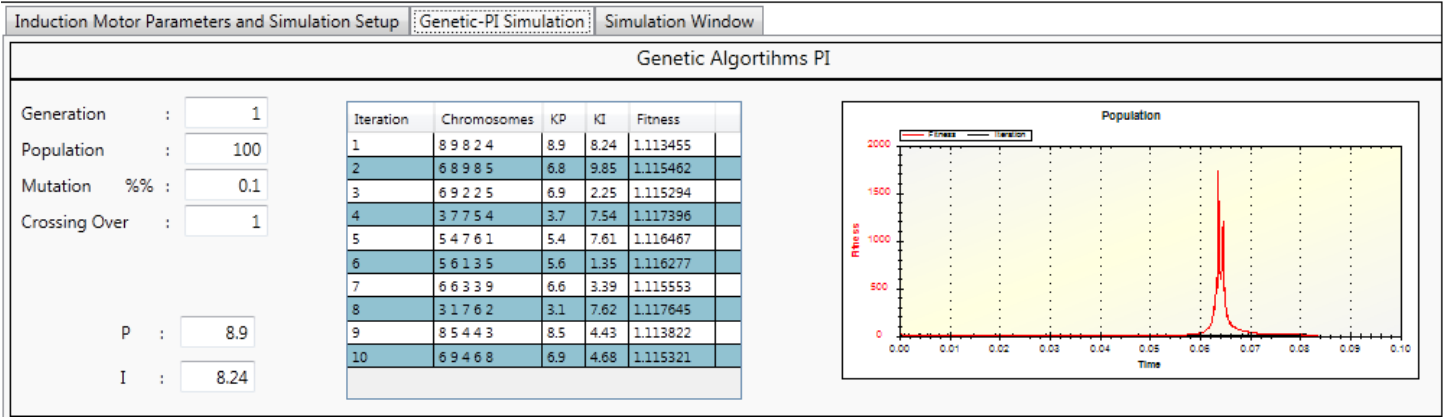 Induction Motor Parameters and Simulation Setup Genetic-PI Simulation Simulation Window
Genetic Algortihms PI
Generation : 1
Population : 100
Mutation %% : 0.1
Crossing Over : 1
P : 8.9
I : 8.24
Iteration Chromosomes KP KI Fitness
1 8 9 8 2 4 8.9 8.24 1.113455
2 6 8 9 8 5 6.8 9.85 1.115462
3 6 9 2 2 5 6.9 2.25 1.115294
4 3 7 7 5 4 3.7 7.54 1.117396
5 5 4 7 6 1 5.4 7.61 1.116467
6 5 6 1 3 5 5.6 1.35 1.116277
7 6 6 3 3 9 6.6 3.39 1.115553
8 3 1 7 6 2 3.1 7.62 1.117645
9 8 5 4 4 3 8.5 4.43 1.113822
10 6 9 4 6 8 6.9 4.68 1.115321
Population
Fitness Iteration
2000
1500
1000
500
0
Fitness
0.00 0.01 0.02 0.03 0.04 0.05 0.06 0.07 0.08 0.09 0.10
Time